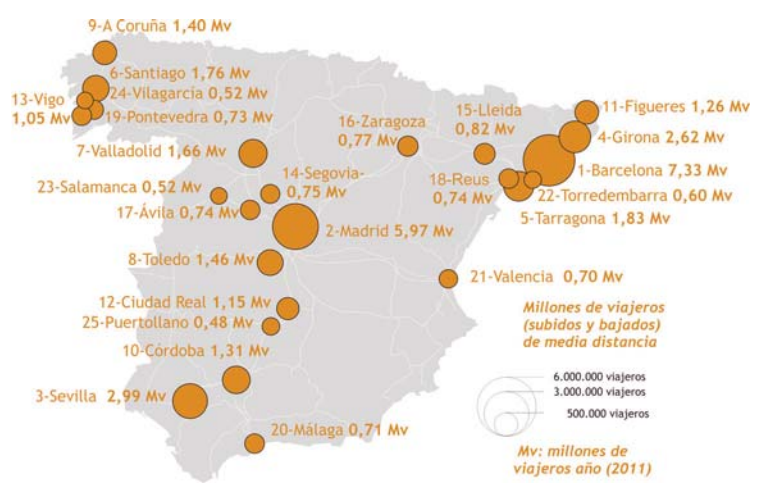 9-A Coruña 1,40 Mv
6-Santiago 1,76 Mv
24-Vilagarcía 0,52 Mv
13-Vigo
1,05 Mv
19-Pontevedra 0,73 Mv
7-Valladolid 1,66 Mv
23-Salamanca 0,52 Mv
14-Segovia-
0,75 Mv
17-Ávila 0,74 Mv
16-Zaragoza
0,77 Mv
15-Lleida
0,82 Mv
11-Figueres 1,26 Mv
4-Girona 2,62 Mv
1-Barcelona 7,33 Mv
18-Reus
0,74 Mv
22-Torredembarra 0,60 Mv
5-Tarragona 1,83 Mv
2-Madrid 5,97 Mv
8-Toledo 1,46 Mv
21-Valencia 0,70 Mv
12-Ciudad Real 1,15 Mv
25-Puertollano 0,48 Mv
10-Córdoba 1,31 Mv
3-Sevilla 2,99 Mv
20-Málaga 0,71 Mv
Millones de viajeros
(subidos y bajados)
de media distancia
6.000.000 viajeros
3.000.000 viajeros
500.000 viajeros
Mv: millones de
viajeros año (2011)